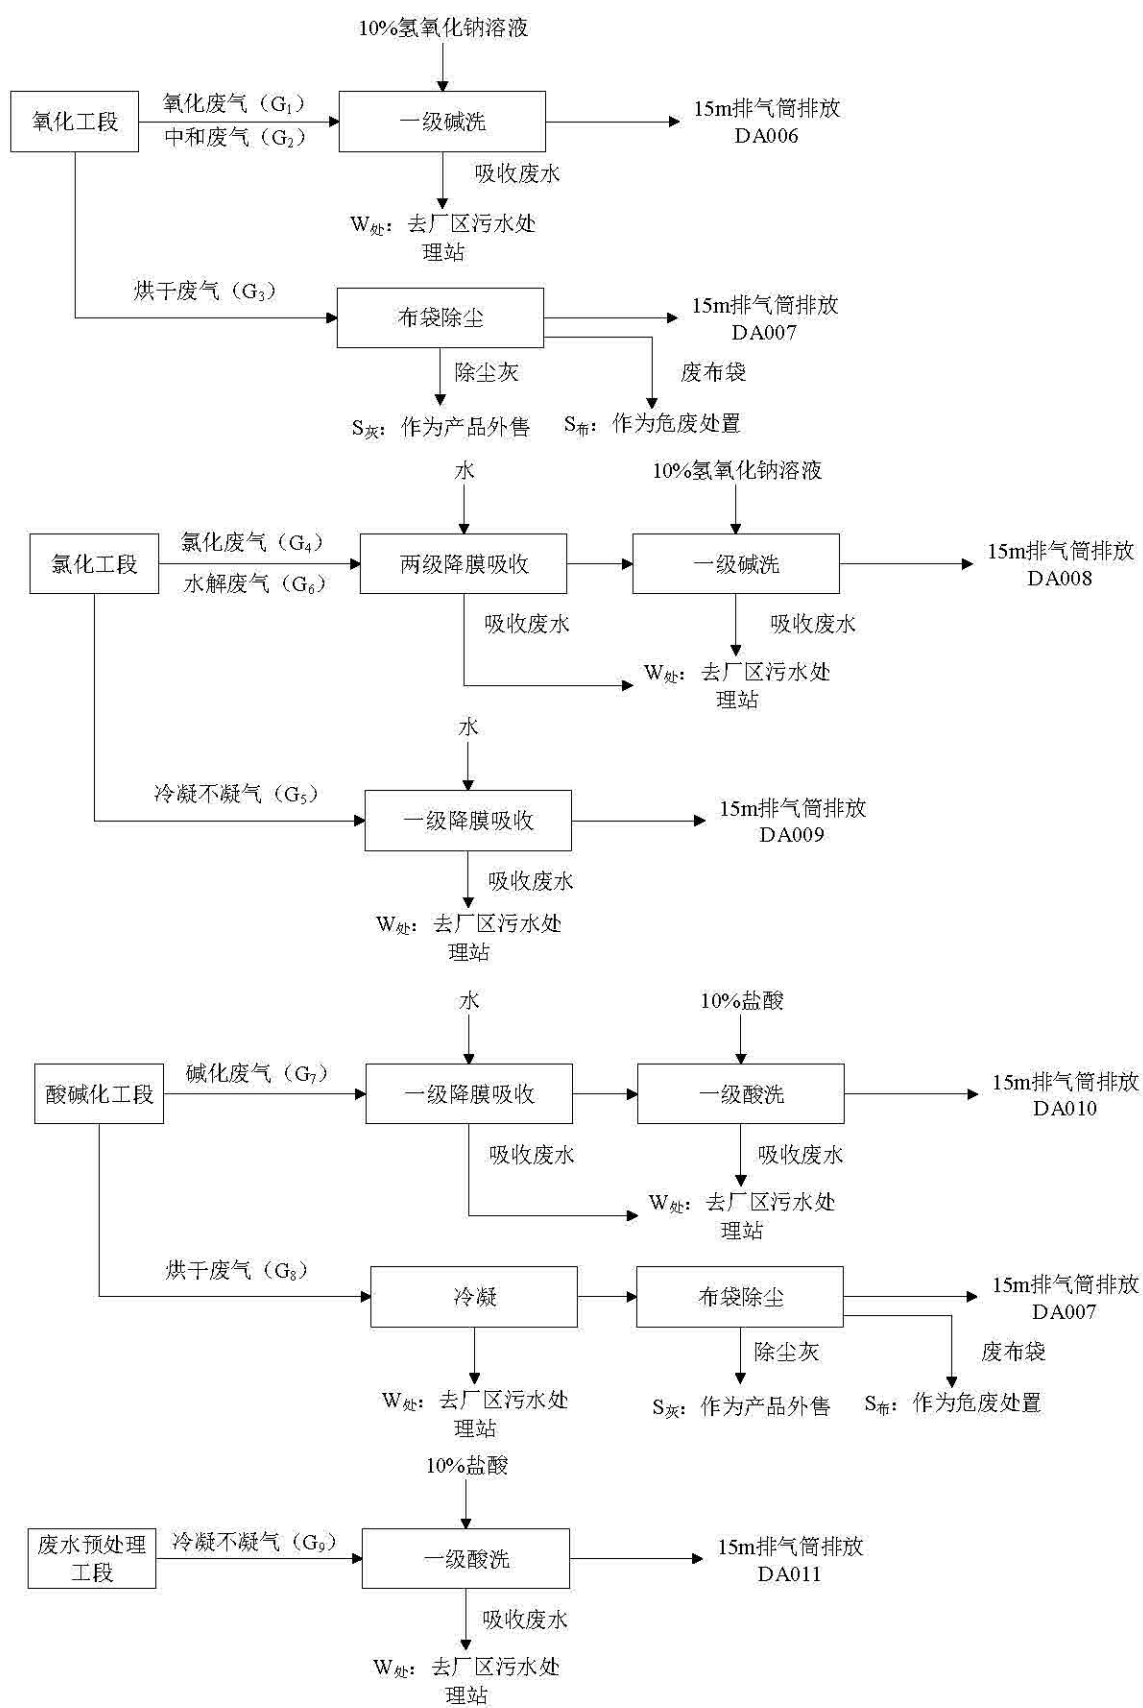 10%氢氧化钠溶液
氧化工段
氧化废气（G₁）
中和废气（G₂）
一级碱洗
15m排气筒排放
DA006
吸收废水
W处：去厂区污水处
理站
烘干废气（G₃）
布袋除尘
15m排气筒排放
DA007
除尘灰
废布袋
S灰：作为产品外售
S布：作为危废处置
水
10%氢氧化钠溶液
氯化工段
氯化废气（G₄）
水解废气（G₆）
两级降膜吸收
一级碱洗
15m排气筒排放
DA008
吸收废水
吸收废水
W处：去厂区污水处
理站
水
冷凝不凝气（G₅）
一级降膜吸收
15m排气筒排放
DA009
吸收废水
W处：去厂区污水处
理站
水
10%盐酸
酸碱化工段
碱化废气（G₇）
一级降膜吸收
一级酸洗
15m排气筒排放
DA010
吸收废水
吸收废水
W处：去厂区污水处
理站
烘干废气（G₈）
冷凝
布袋除尘
15m排气筒排放
DA007
除尘灰
废布袋
W处：去厂区污水处
理站
S灰：作为产品外售
S布：作为危废处置
10%盐酸
废水预处理
工段
冷凝不凝气（G₉）
一级酸洗
15m排气筒排放
DA011
吸收废水
W处：去厂区污水处
理站